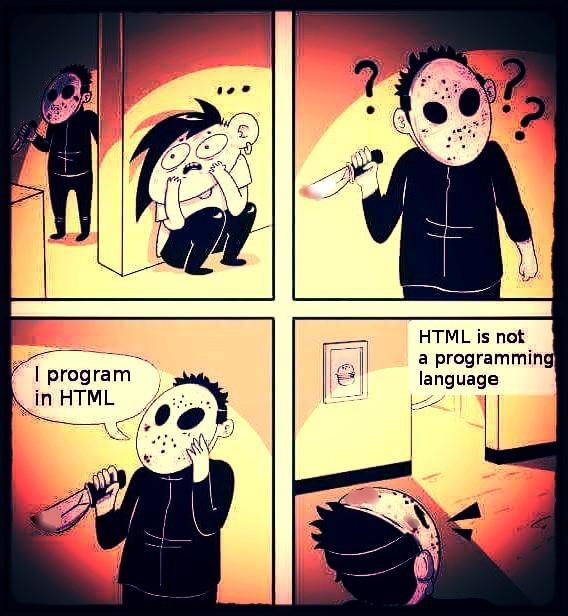 ...
? ? ?
I program
in HTML
HTML is not
a programming
language